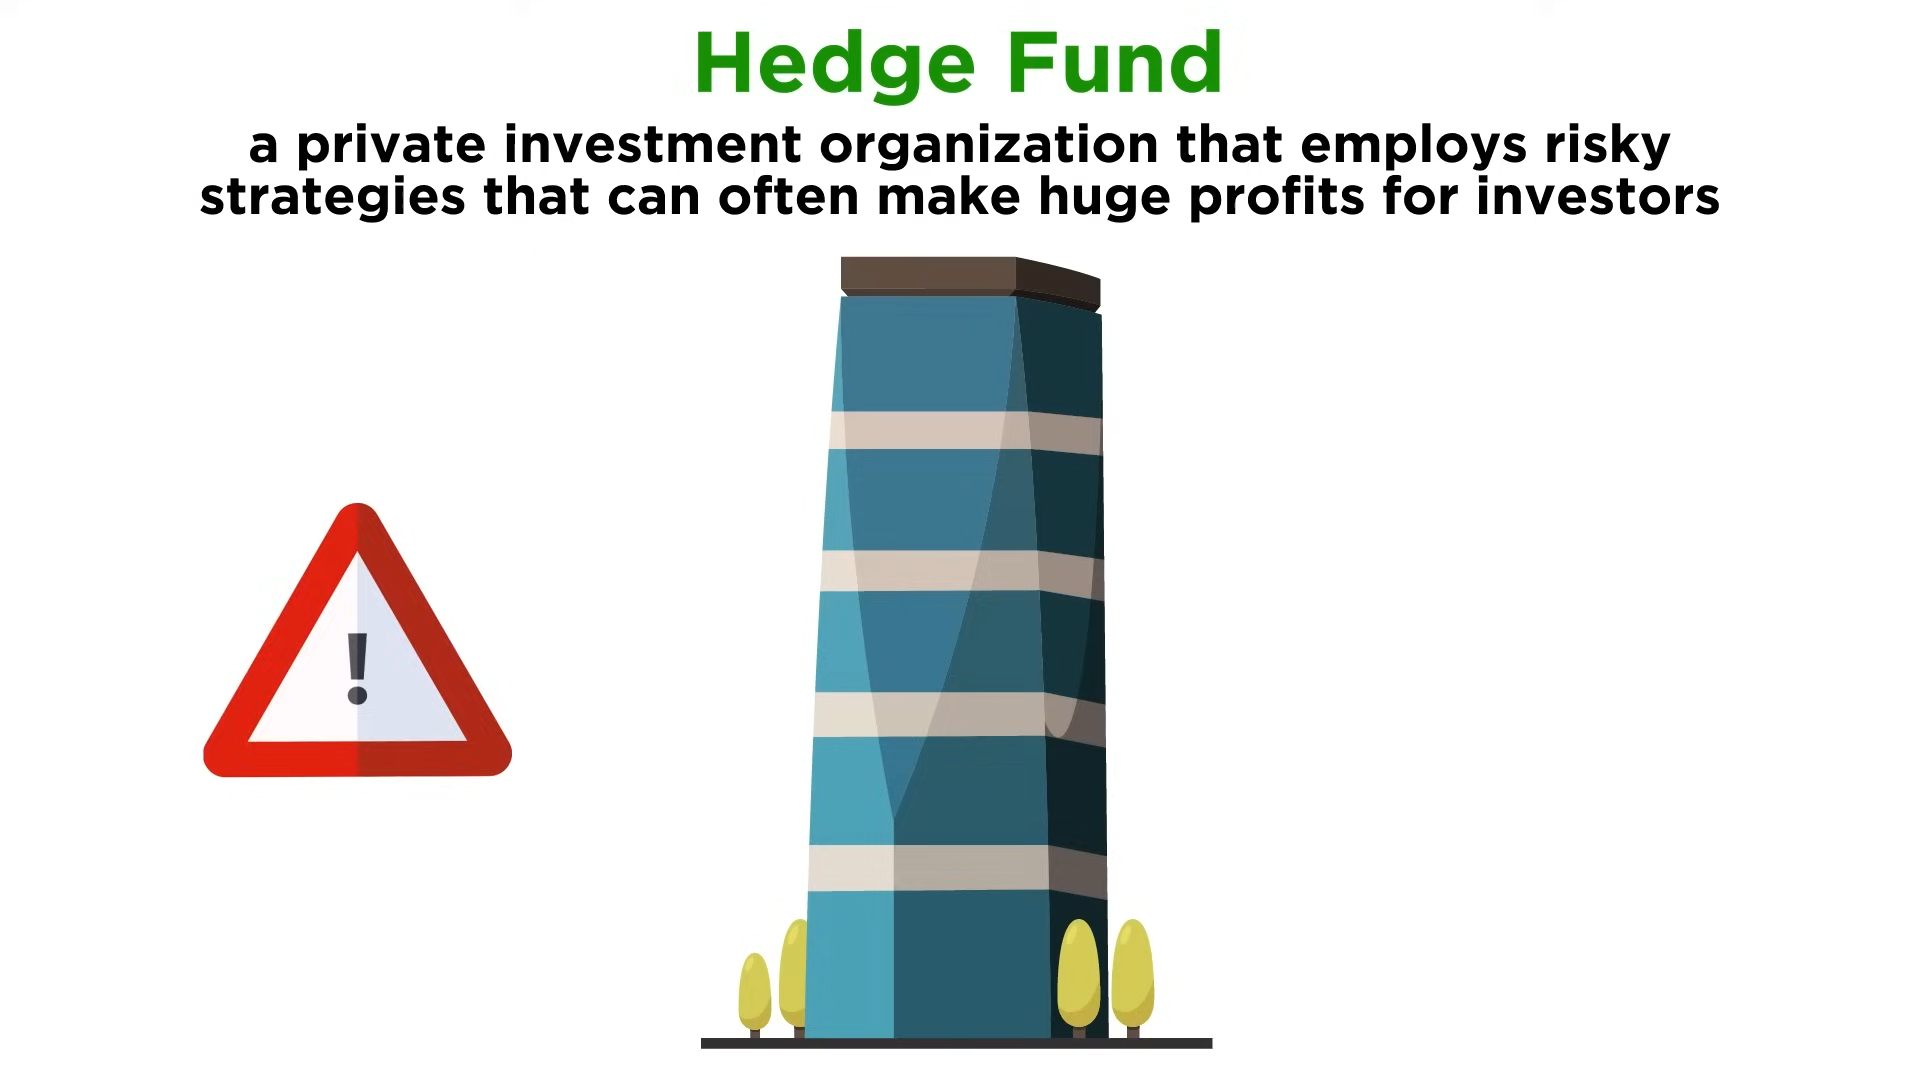 Hedge Fund
a private investment organization that employs risky
strategies that can often make huge profits for investors
!